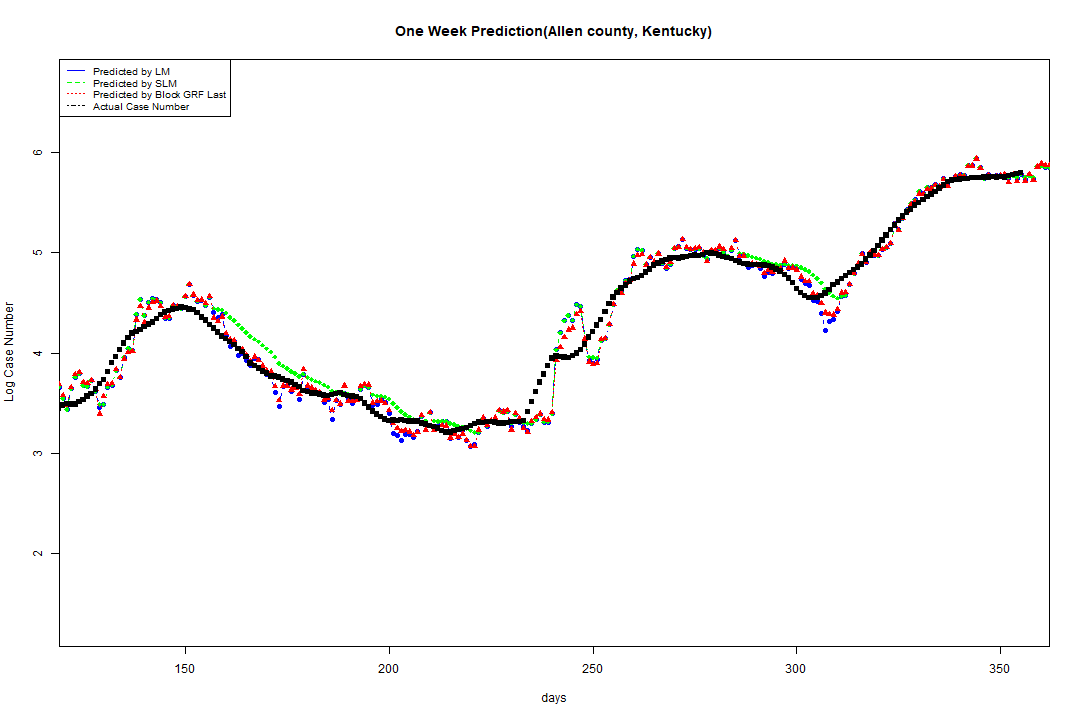 One Week Prediction(Allen county, Kentucky)
Predicted by LM
Predicted by SLM
Predicted by Block GRF Last
Actual Case Number
Log Case Number
6
5
4
3
2
150 200 250 300 350
days